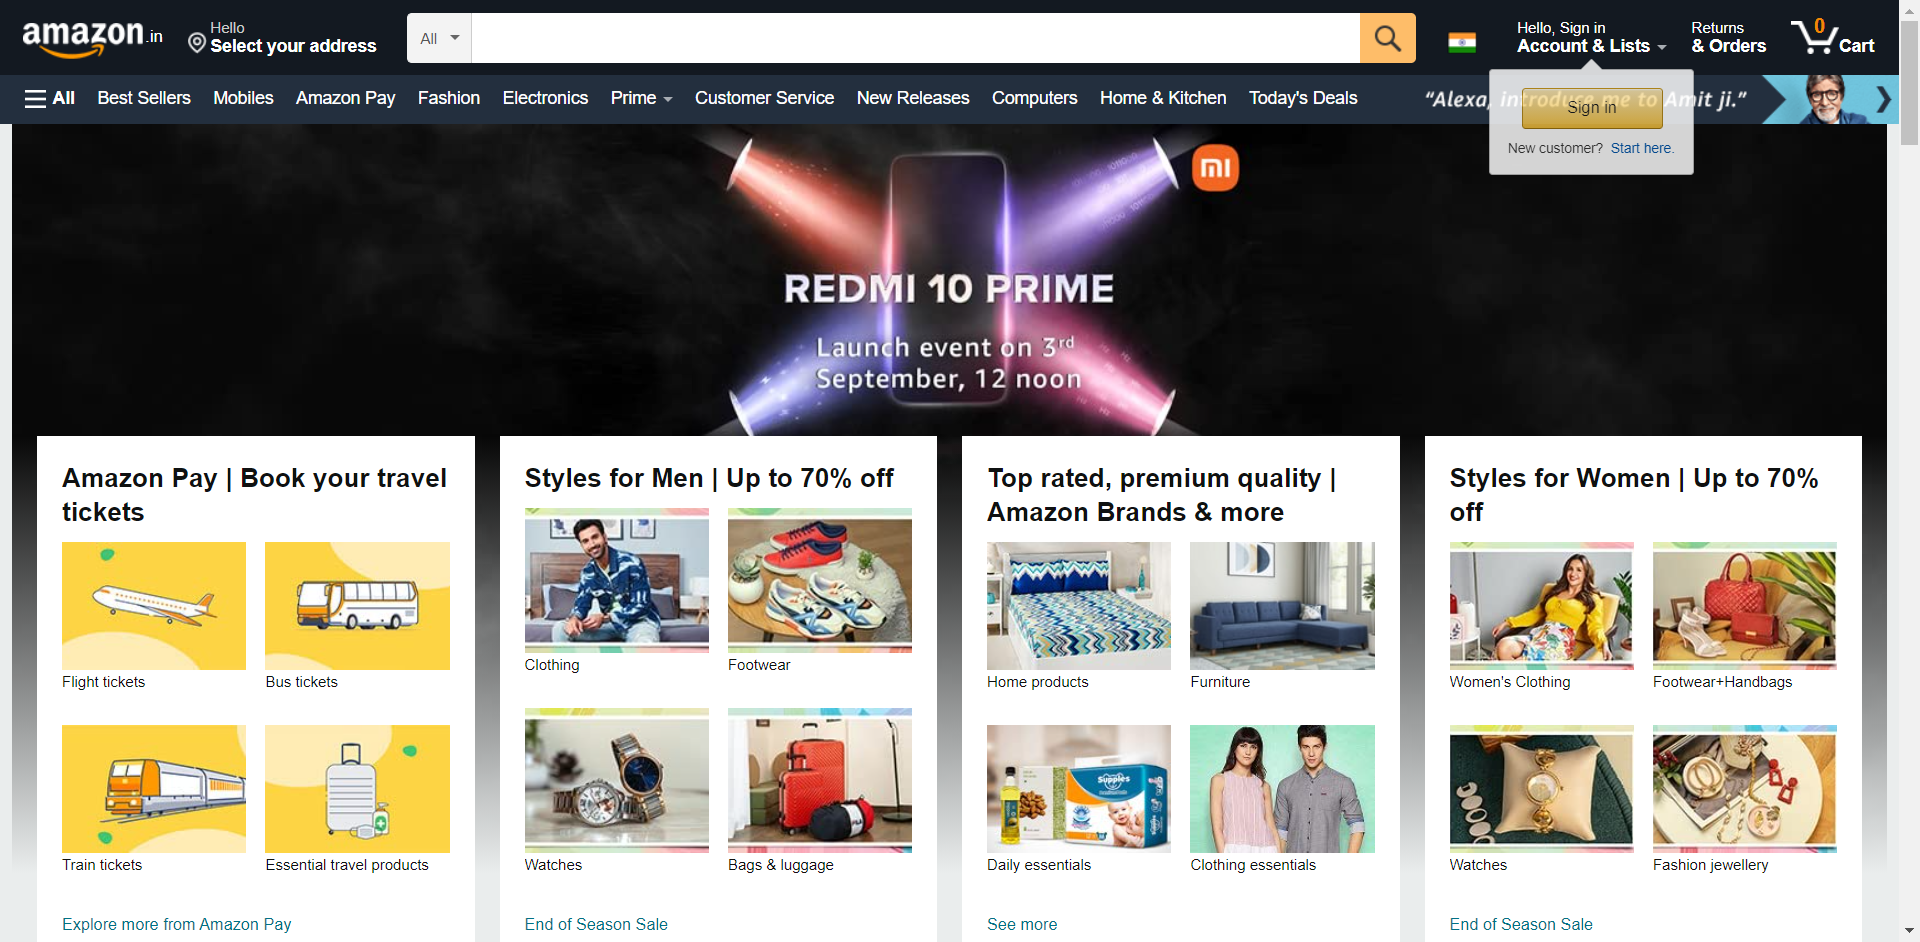 amazon.in
Hello
Select your address
All
Hello, Sign in
Account & Lists
Returns
& Orders
0
Cart
All
Best Sellers
Mobiles
Amazon Pay
Fashion
Electronics
Prime
Customer Service
New Releases
Computers
Home & Kitchen
Today's Deals
“Alexa, introduce me to Amit ji.”
Sign in
New customer? Start here.
mi
REDMI 10 PRIME
Launch event on 3rd
September, 12 noon
Amazon Pay | Book your travel
tickets
Flight tickets
Bus tickets
Train tickets
Essential travel products
Explore more from Amazon Pay
Styles for Men | Up to 70% off
Clothing
Footwear
Watches
FILA
Bags & luggage
End of Season Sale
Top rated, premium quality |
Amazon Brands & more
Home products
Furniture
Supples
Daily essentials
Clothing essentials
See more
Styles for Women | Up to 70%
off
Women's Clothing
Footwear+Handbags
Watches
Fashion jewellery
End of Season Sale